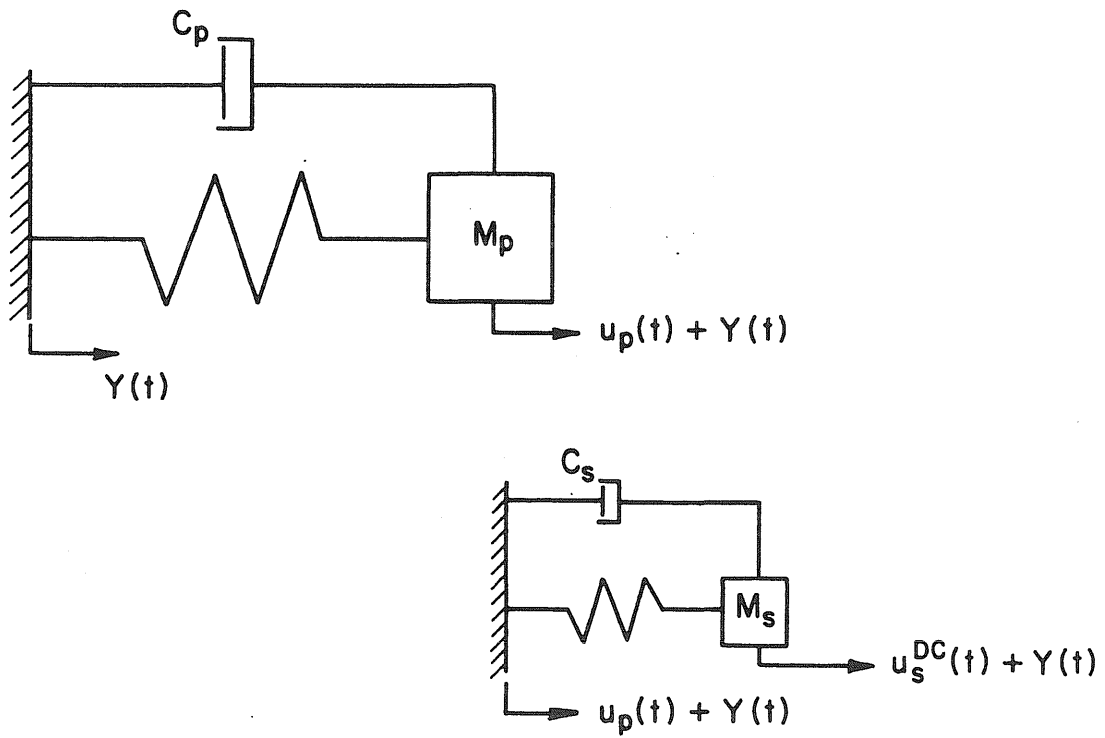 Cp
Mp
up(t) + Y(t)
Y(t)
Cs
Ms
us^DC(t) + Y(t)
up(t) + Y(t)